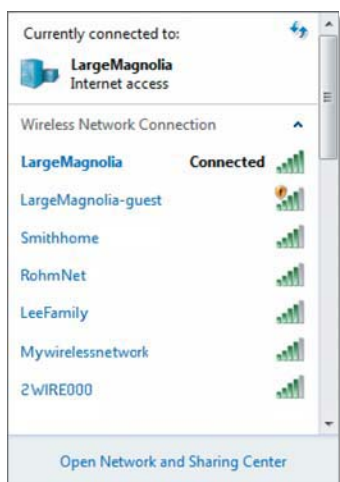 Currently connected to:
LargeMagnolia
Internet access
Wireless Network Connection
LargeMagnolia Connected
LargeMagnolia-guest
Smithhome
RohmNet
LeeFamily
Mywirelessnetwork
2WIRE000
Open Network and Sharing Center